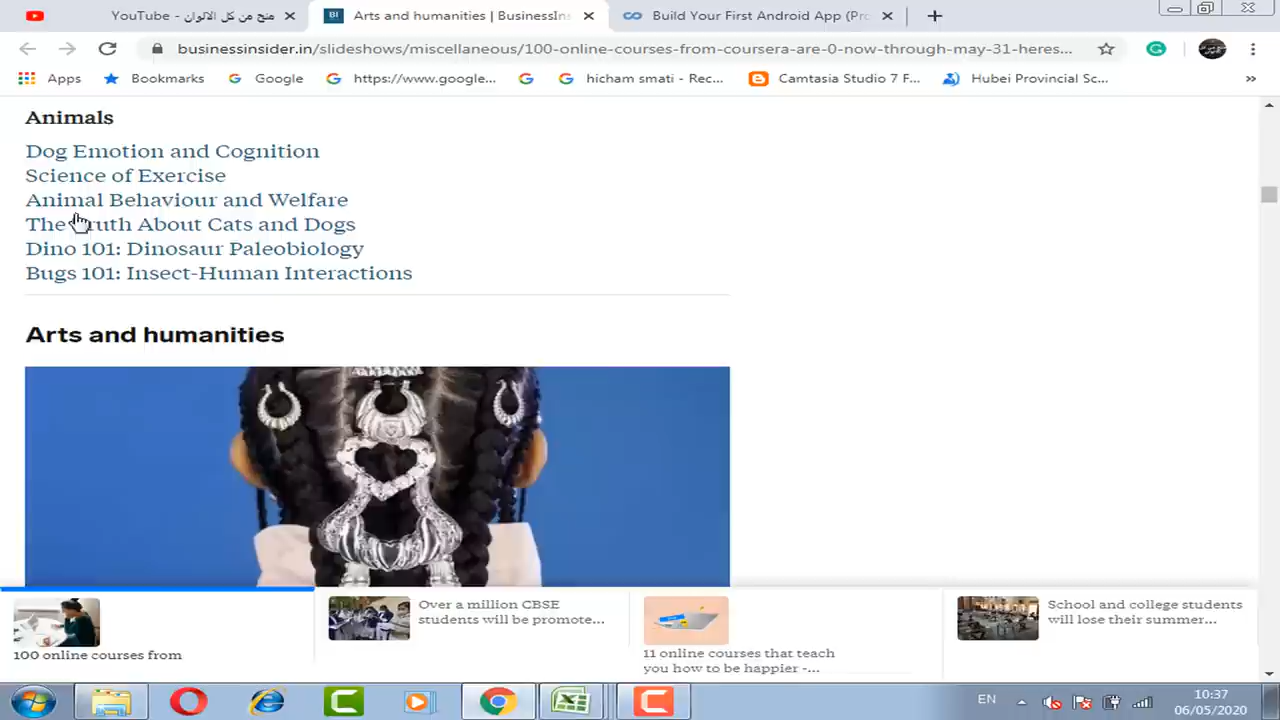 YouTube - منح من كل الالوان
Arts and humanities | BusinessIns
Build Your First Android App (Pro
businessinsider.in/slideshows/miscellaneous/100-online-courses-from-coursera-are-0-now-through-may-31-heres...
Apps
Bookmarks
Google
https://www.google...
hicham smati - Rec...
Camtasia Studio 7 F...
Hubei Provincial Sc...
»
Animals
Dog Emotion and Cognition
Science of Exercise
Animal Behaviour and Welfare
The Truth About Cats and Dogs
Dino 101: Dinosaur Paleobiology
Bugs 101: Insect-Human Interactions
Arts and humanities
100 online courses from
Over a million CBSE
students will be promote...
11 online courses that teach
you how to be happier -...
School and college students
will lose their summer...
EN
10:37
06/05/2020